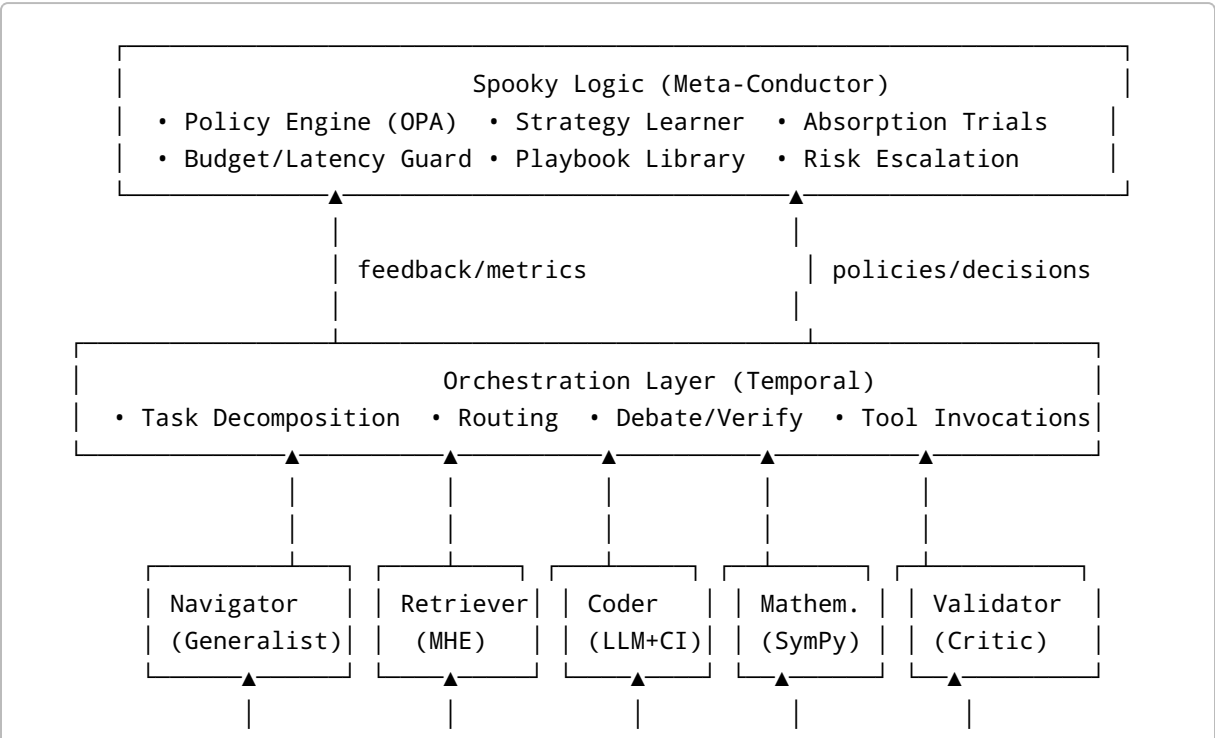 Spooky Logic (Meta-Conductor)
• Policy Engine (OPA) • Strategy Learner • Absorption Trials
• Budget/Latency Guard • Playbook Library • Risk Escalation
feedback/metrics policies/decisions
Orchestration Layer (Temporal)
• Task Decomposition • Routing • Debate/Verify • Tool Invocations
Navigator Retriever Coder Mathem. Validator
(Generalist) (MHE) (LLM+CI) (SymPy) (Critic)